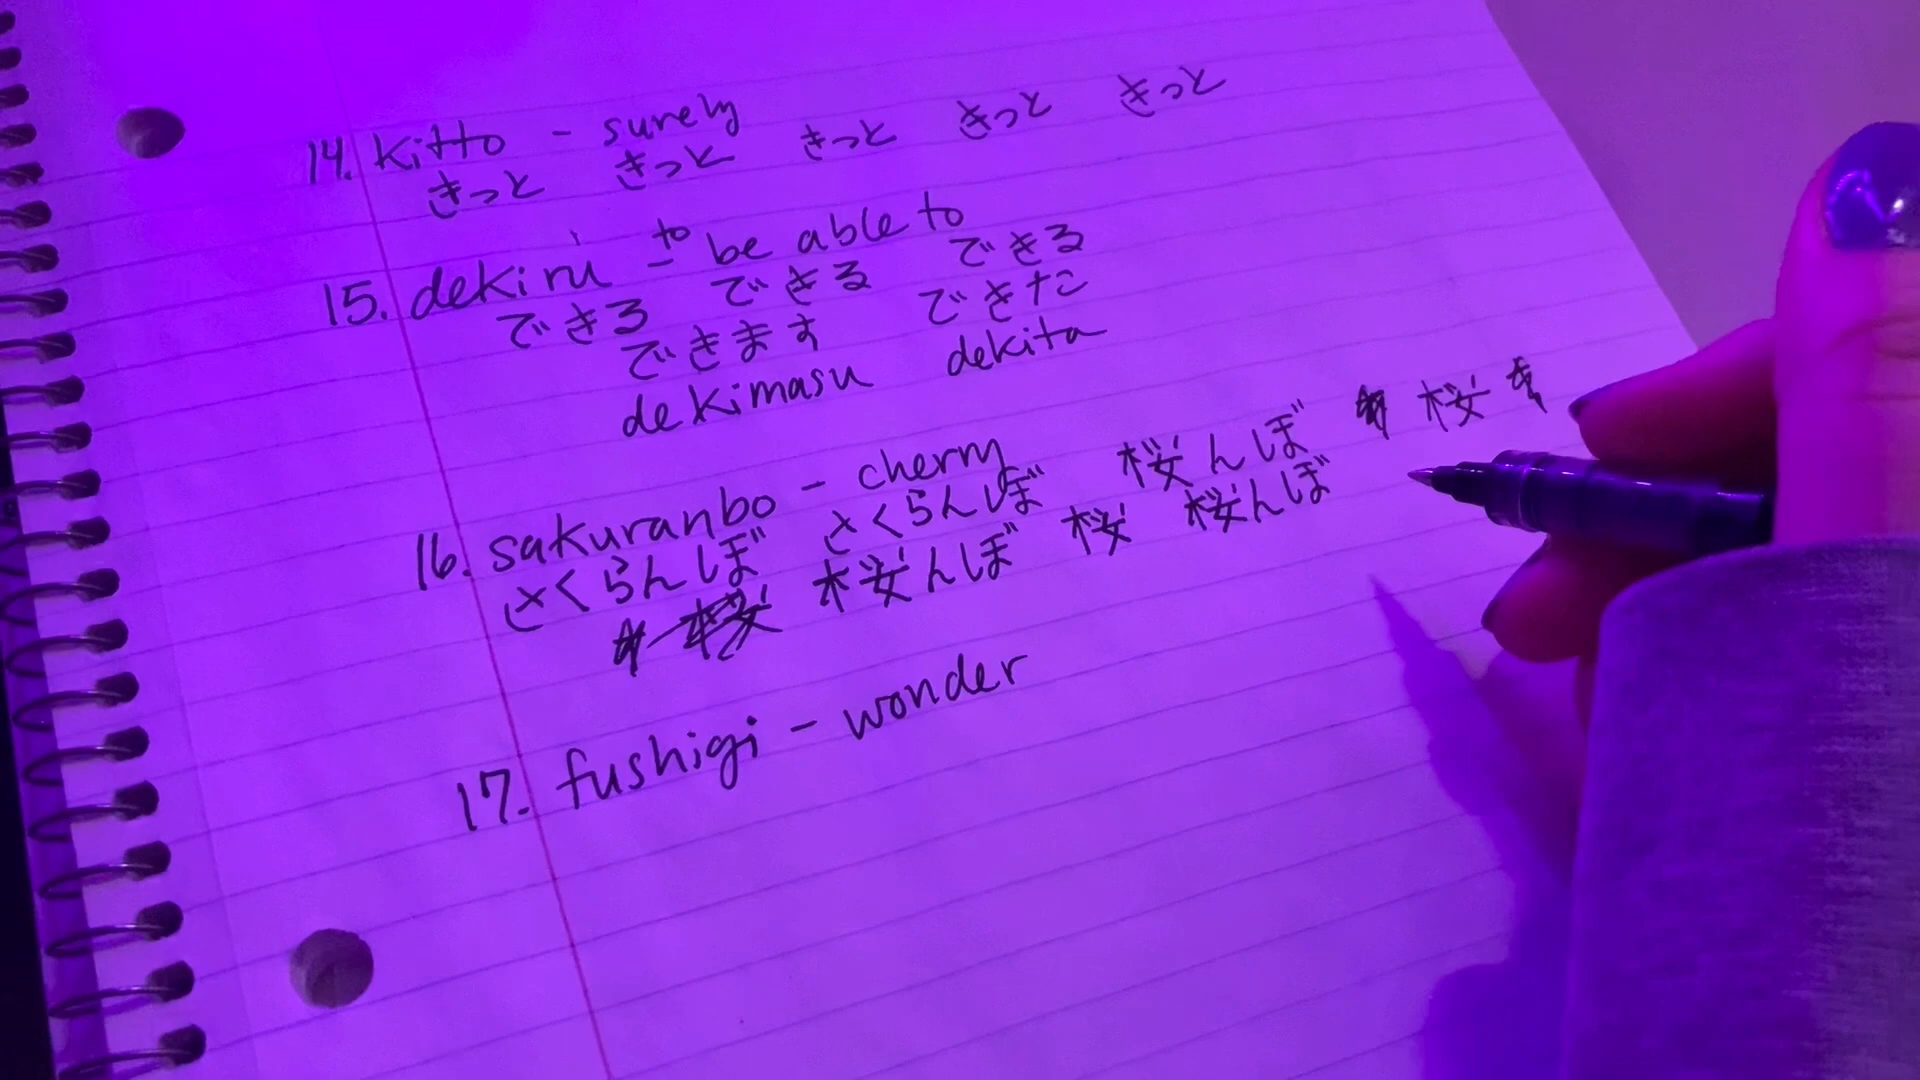 14. kitto - surely
きっと きっと きっと きっと きっと
15. dekiru - to be able to
できる できる できる
できます できた
dekimasu dekita
16. sakuranbo - cherry
さくらんぼ さくらんぼ 桜んぼ 桜
桜んぼ 桜 桜んぼ
17. fushigi - wonder